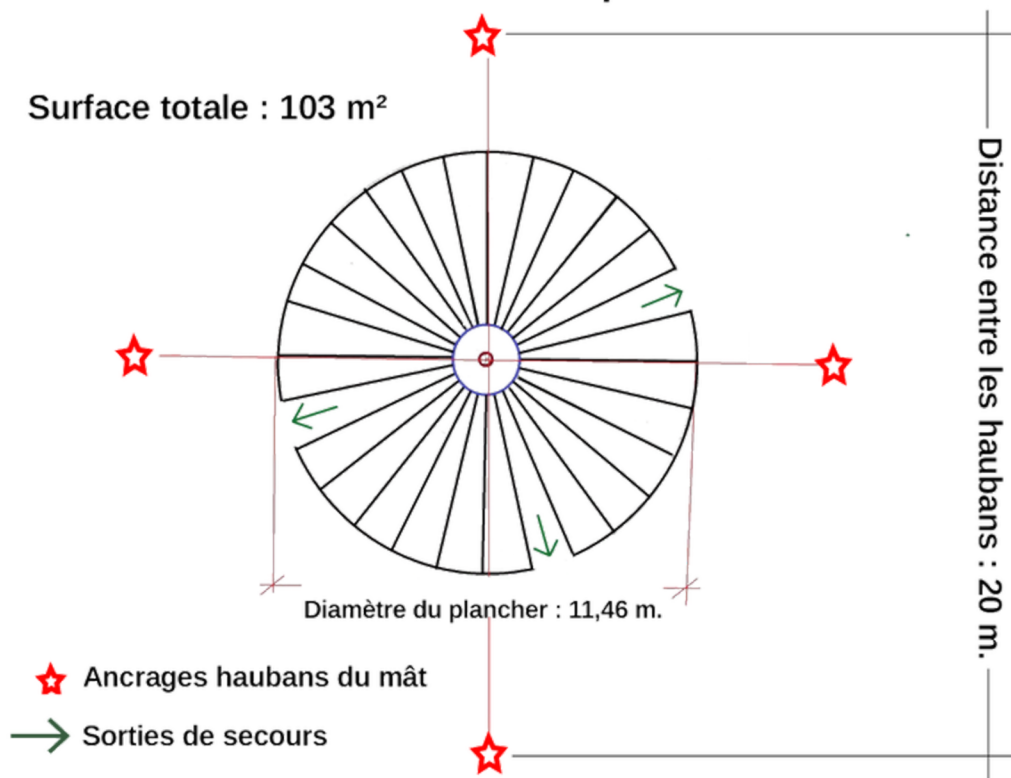 Surface totale : 103 m²
Distance entre les haubans : 20 m.
Diamètre du plancher : 11,46 m.
Ancrages haubans du mât
Sorties de secours